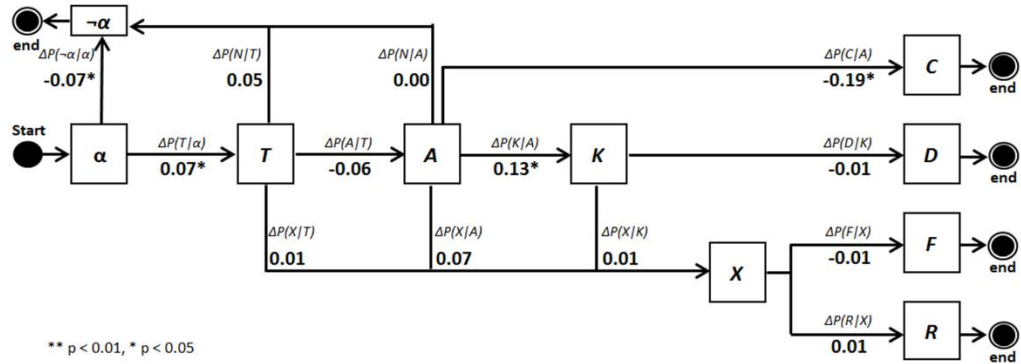 ¬α
end
ΔP(¬α|α)
-0.07*
ΔP(N|T)
0.05
ΔP(N|A)
0.00
ΔP(C|A)
-0.19*
C
end
Start
α
ΔP(T|α)
0.07*
T
ΔP(A|T)
-0.06
A
ΔP(K|A)
0.13*
K
ΔP(D|K)
-0.01
D
end
ΔP(X|T)
0.01
ΔP(X|A)
0.07
ΔP(X|K)
0.01
X
ΔP(F|X)
-0.01
F
end
ΔP(R|X)
0.01
R
end
** p < 0.01, * p < 0.05